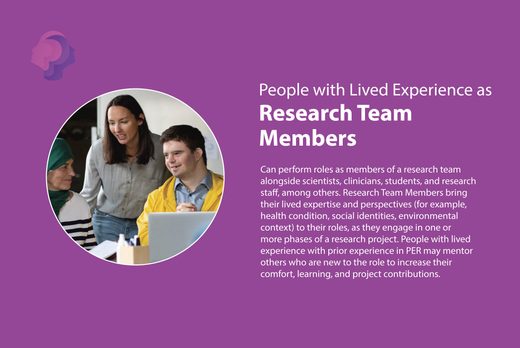 People with Lived Experience as
Research Team
Members
Can perform roles as members of a research team
alongside scientists, clinicians, students, and research
staff, among others. Research Team Members bring
their lived expertise and perspectives (for example,
health condition, social identities, environmental
context) to their roles, as they engage in one or
more phases of a research project. People with lived
experience with prior experience in PER may mentor
others who are new to the role to increase their
comfort, learning, and project contributions.